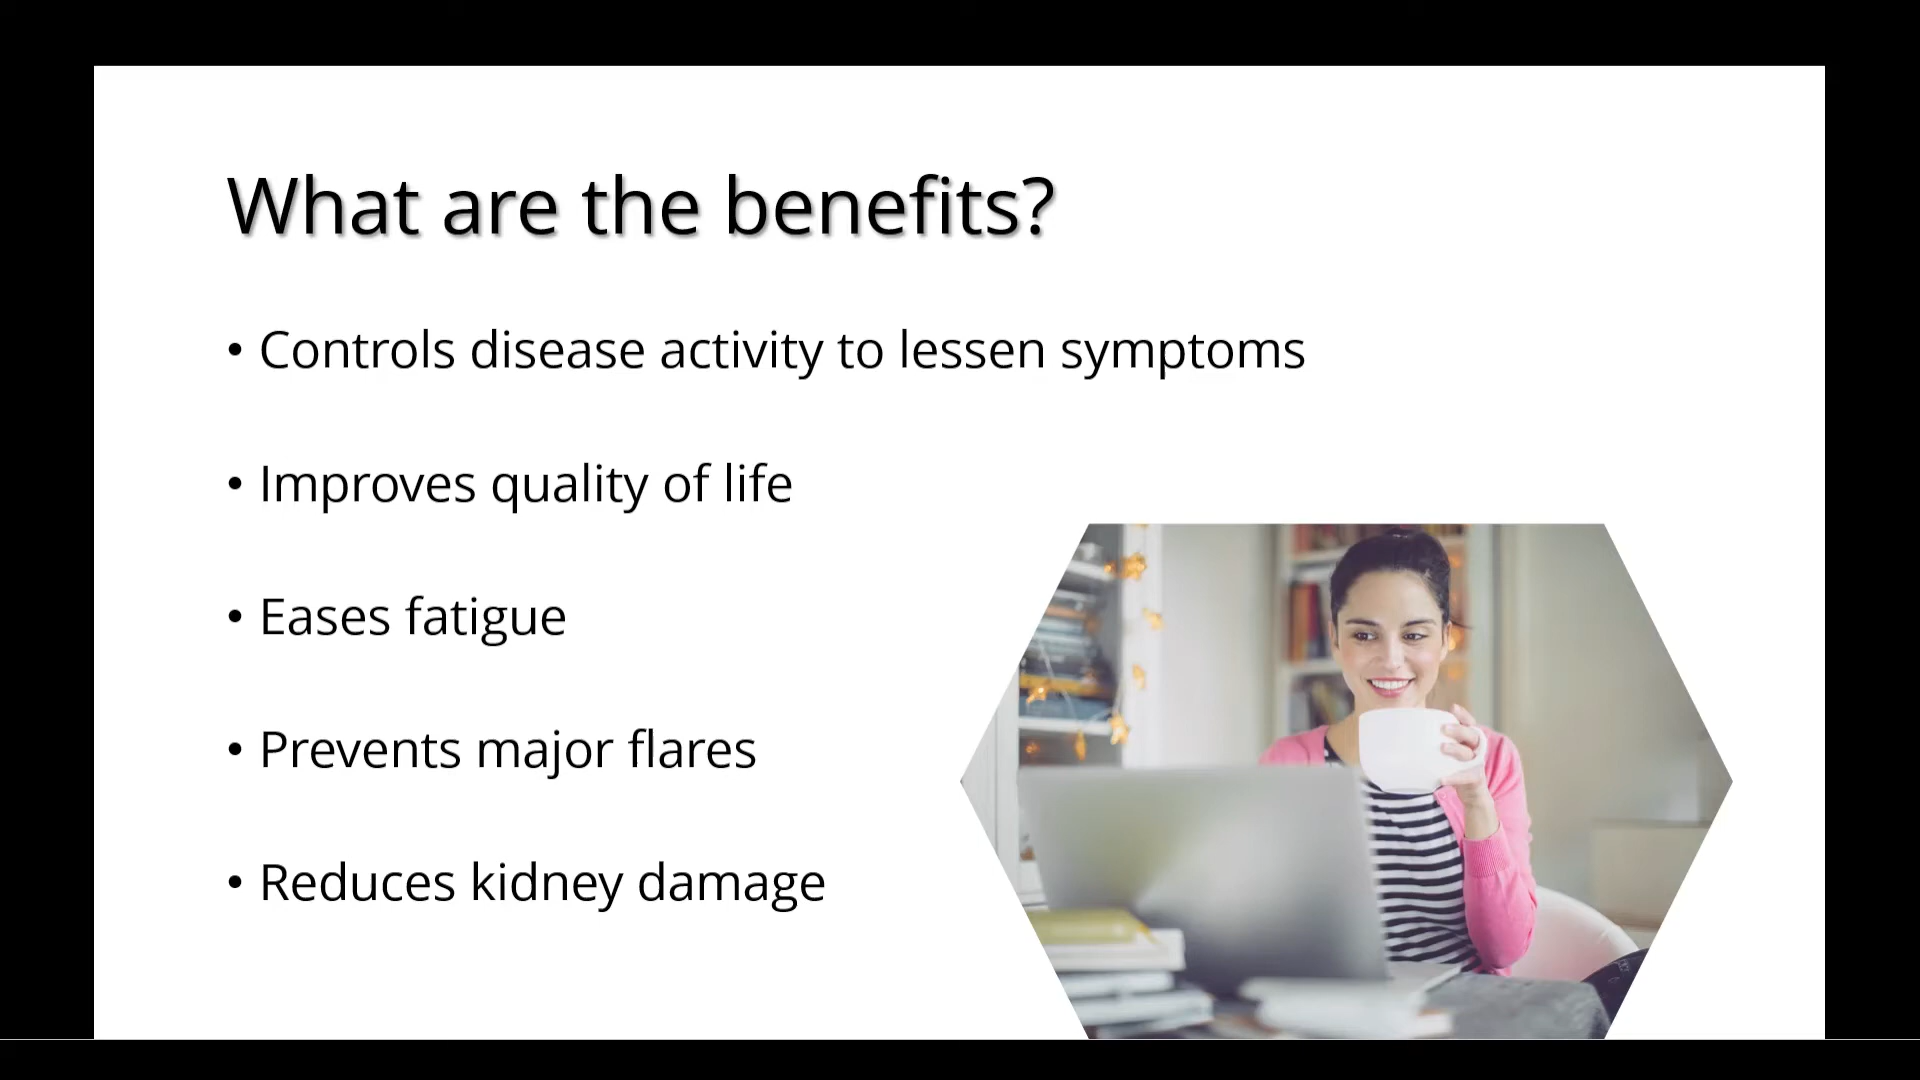 What are the benefits?
• Controls disease activity to lessen symptoms
• Improves quality of life
• Eases fatigue
• Prevents major flares
• Reduces kidney damage